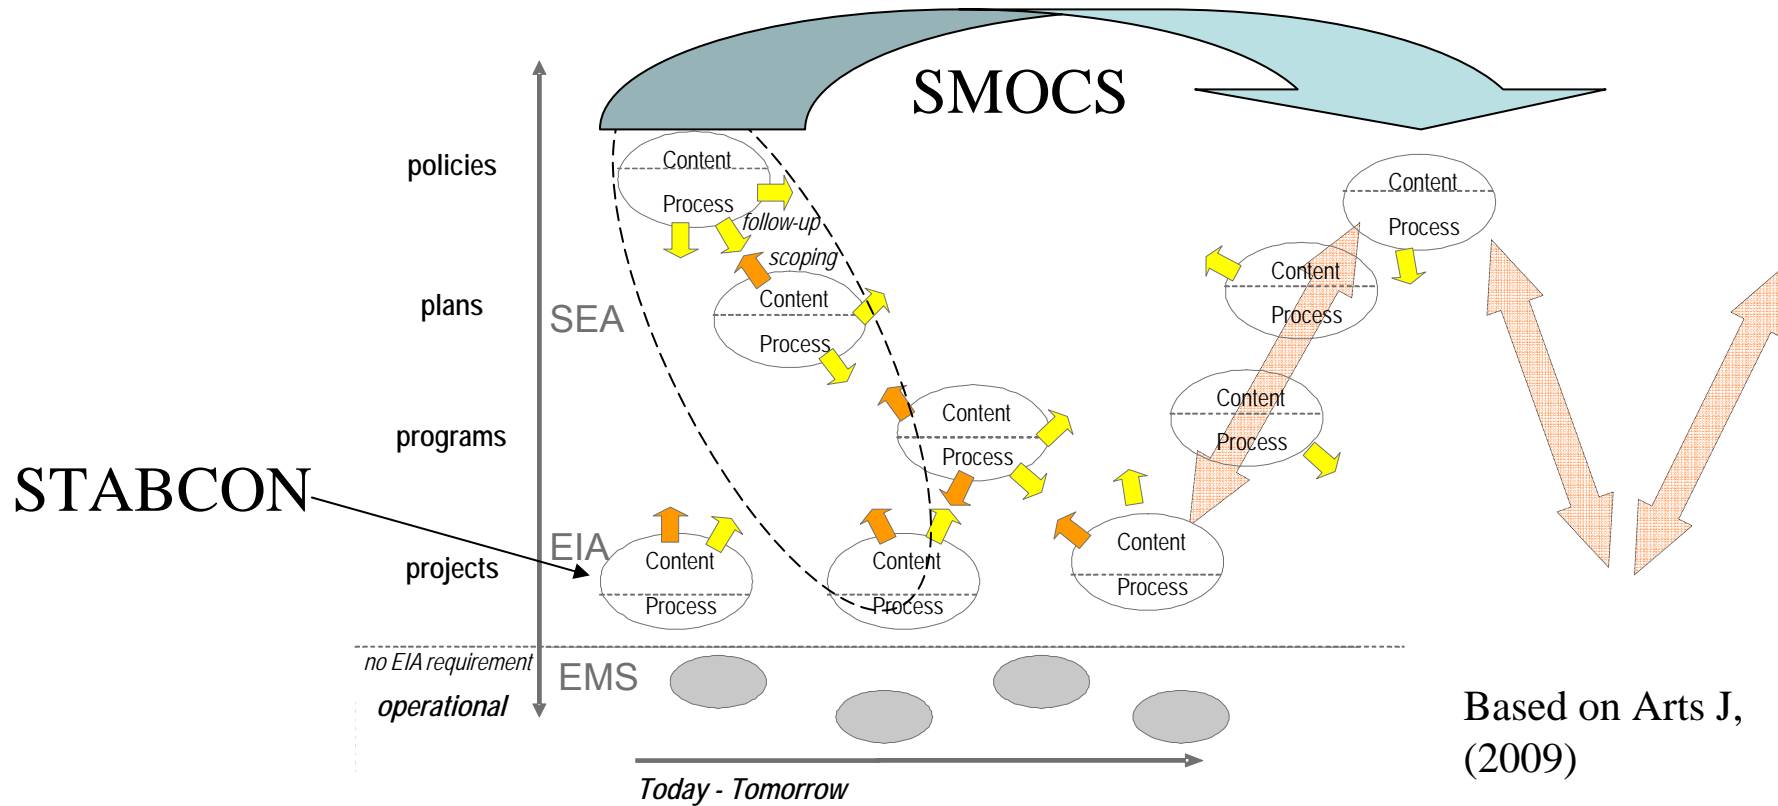 SMOCS
policies
Content
Process
follow-up
scoping
Content
Process
plans
SEA
Content
Process
Content
Process
Content
Process
programs
Content
Process
STABCON
EIA
projects
Content
Process
Content
Process
Content
Process
no EIA requirement
EMS
operational
Today - Tomorrow
Based on Arts J,
(2009)